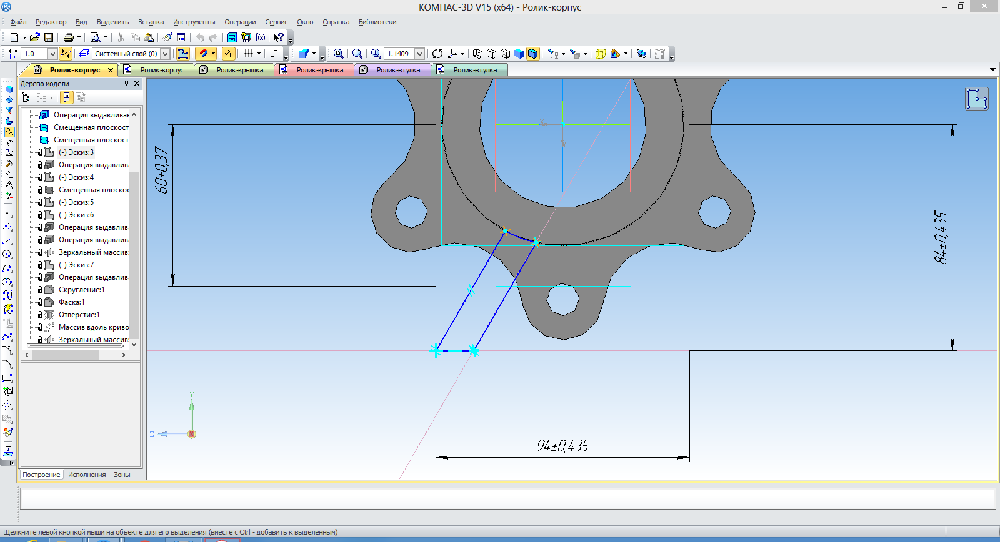 КОМПАС-3D V15 (x64) - Ролик-корпус
Файл Редактор Вид Выделить Вставка Инструменты Операции Сервис Окно Справка Библиотеки
f(x)
1.0 Системный слой (0) 1.1409
Ролик-корпус Ролик-корпус Ролик-крышка Ролик-крышка Ролик-втулка Ролик-втулка
Дерево модели
Операция выдавливан
Смещенная плоскост
Смещенная плоскост
(-) Эскиз:3
Операция выдавлив
(-) Эскиз:4
Смещенная плоскос
(-) Эскиз:5
(-) Эскиз:6
Операция выдавлив
Операция выдавлив
Зеркальный массив
(-) Эскиз:7
Операция выдавлив
Скругление:1
Фаска:1
Отверстие:1
Массив вдоль криво
Зеркальный массив
60±0,37
84±0,435
94±0,435
Y
Z
Построение Исполнения Зоны
Щелкните левой кнопкой мыши на объекте для его выделения (вместе с Ctrl - добавить к выделенным)